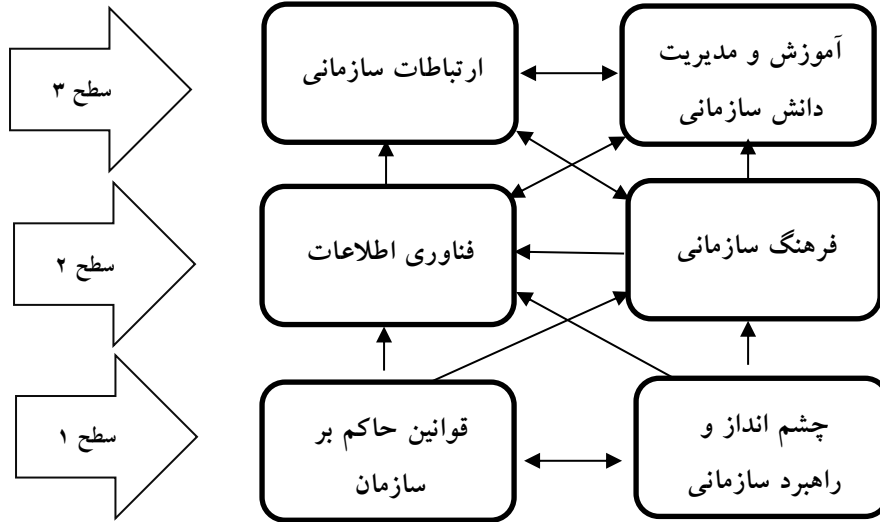 آموزش و مدیریت
دانش سازمانی
ارتباطات سازمانی
سطح ۳
فرهنگ سازمانی
فناوری اطلاعات
سطح ۲
چشم انداز و
راهبرد سازمانی
قوانین حاکم بر
سازمان
سطح ۱